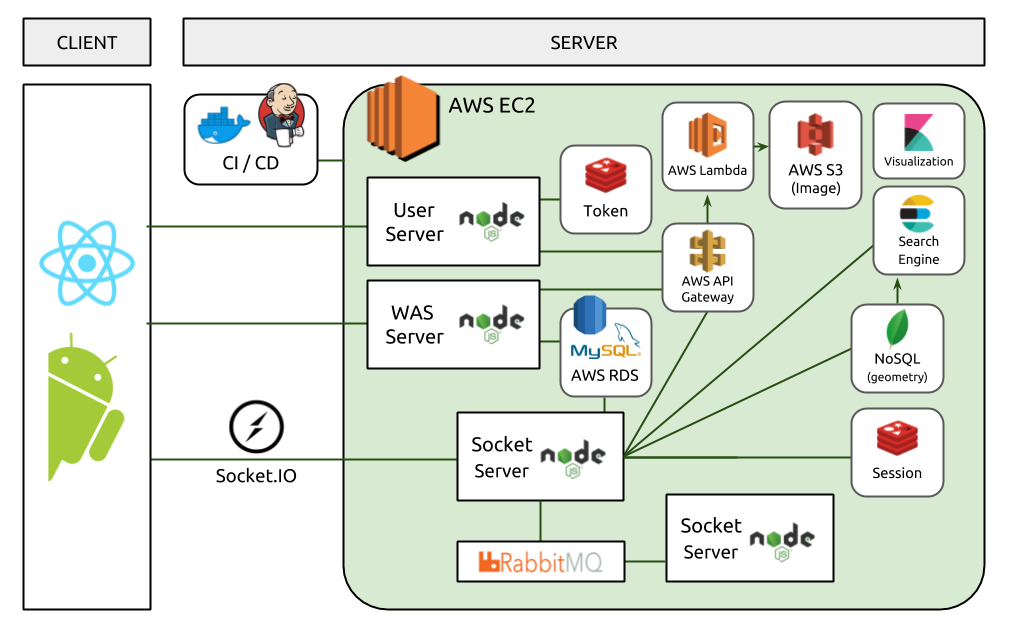 CLIENT
SERVER
CI / CD
AWS EC2
AWS Lambda
AWS S3
(Image)
Visualization
User
Server
node
JS
Token
AWS API
Gateway
Search
Engine
WAS
Server
node
JS
MySQL
AWS RDS
NoSQL
(geometry)
Socket.IO
Socket
Server
node
JS
Session
RabbitMQ
Socket
Server
node
JS